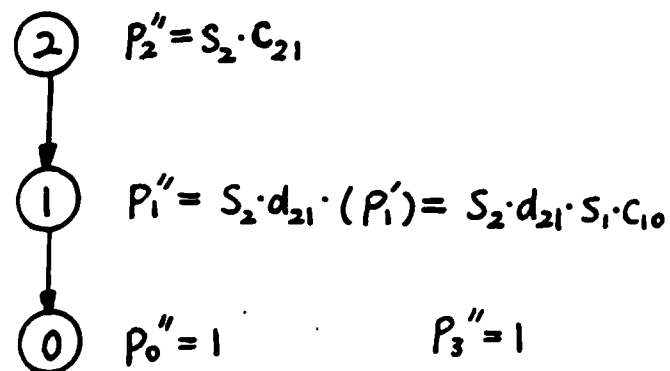 2 p₂″ = S₂·C₂₁
1 p₁″ = S₂·d₂₁·(p₁′) = S₂·d₂₁·S₁·C₁₀
0 p₀″ = 1 p₃″ = 1